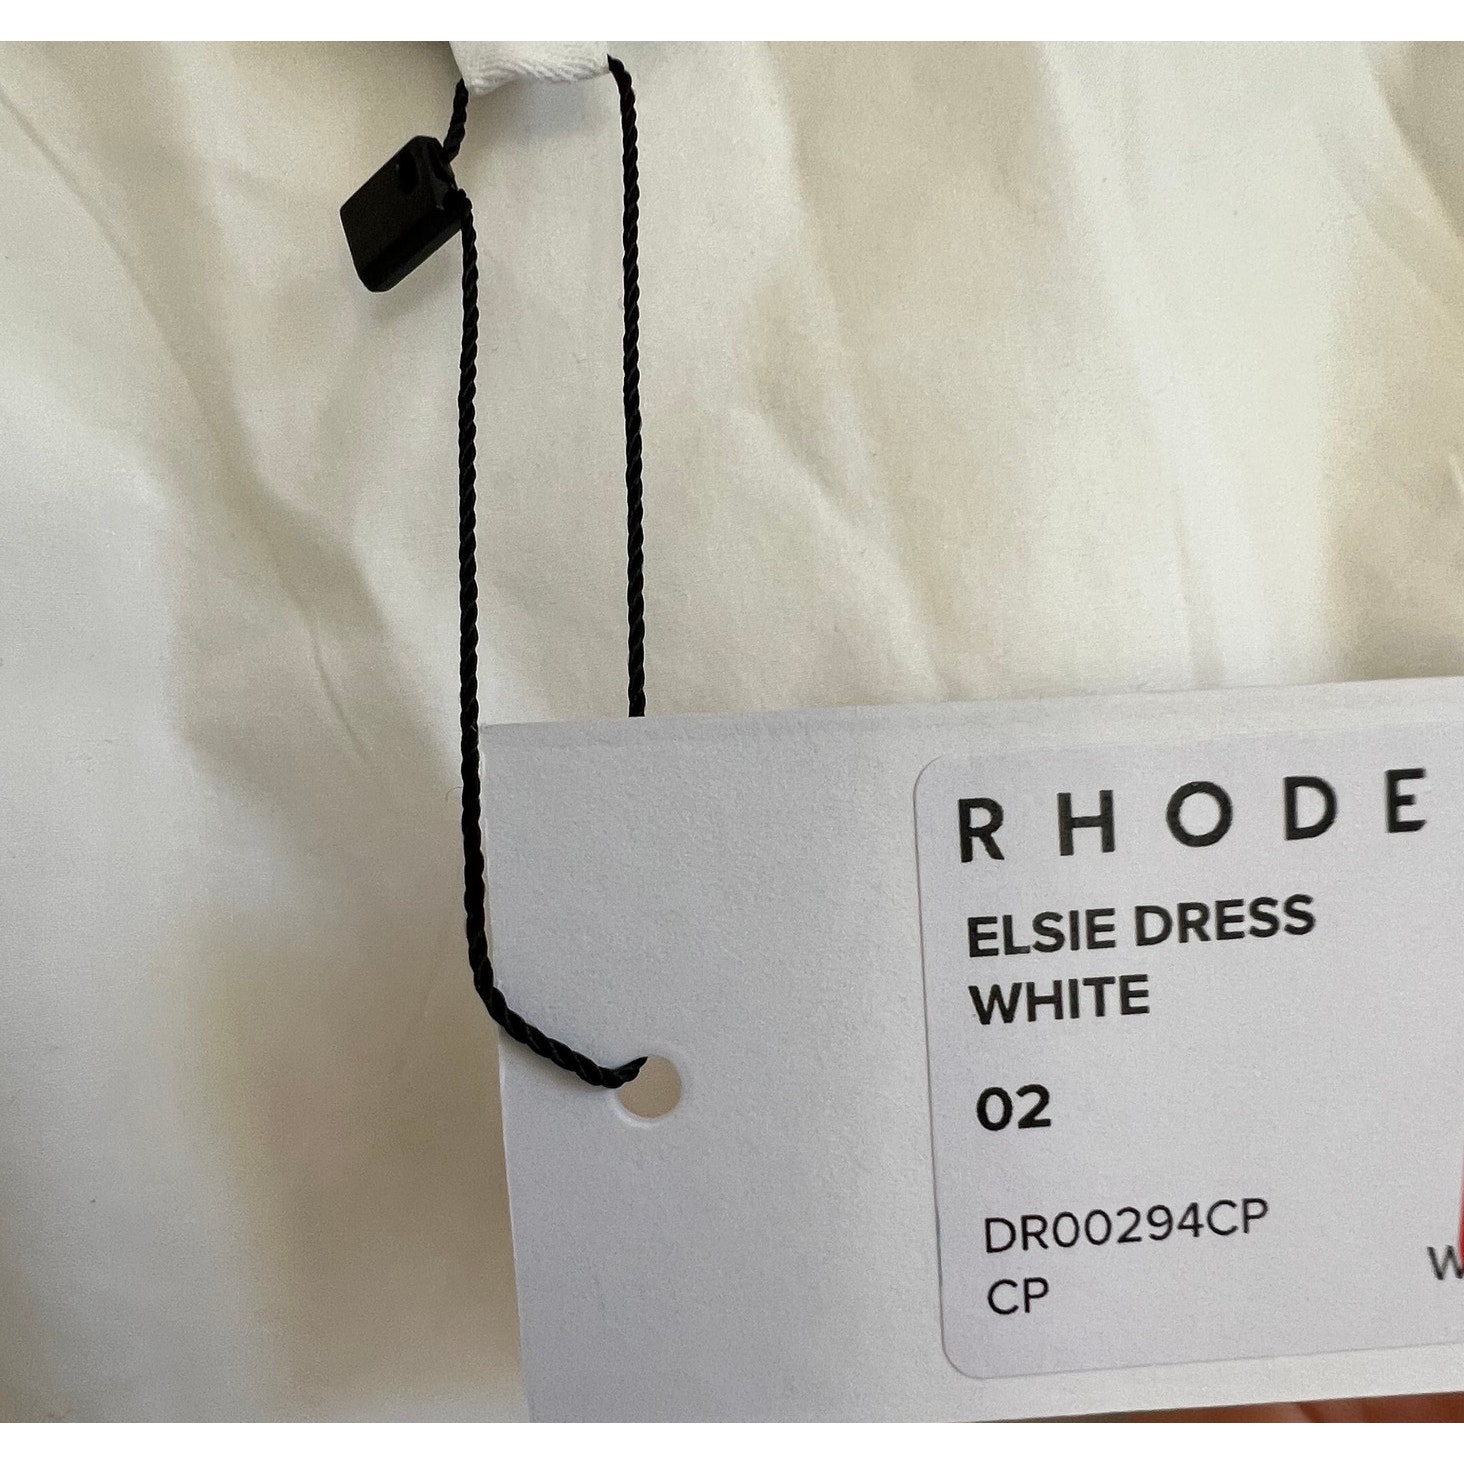 RHODE
ELSIE DRESS
WHITE
02
DR00294CP
CP